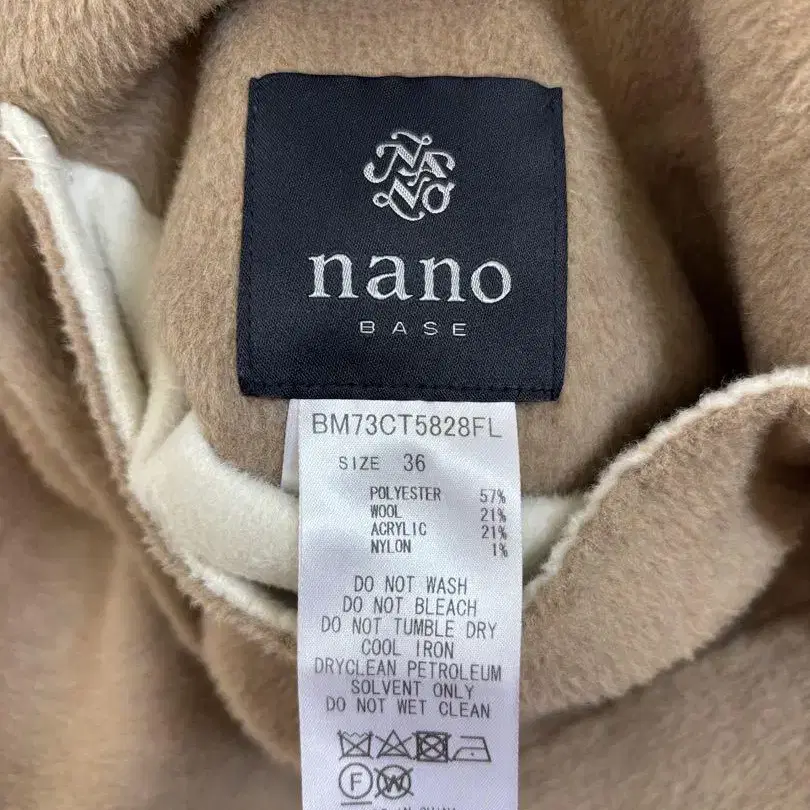 NANO
nano
BASE
BM73CT5828FL
SIZE 36
POLYESTER 57%
WOOL 21%
ACRYLIC 21%
NYLON 1%
DO NOT WASH
DO NOT BLEACH
DO NOT TUMBLE DRY
COOL IRON
DRYCLEAN PETROLEUM
SOLVENT ONLY
DO NOT WET CLEAN
F W